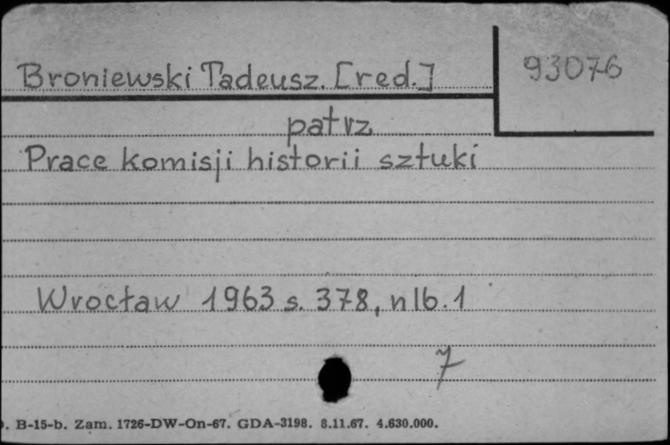 Broniewski Tadeusz. [red.]
93076
patrz
Prace komisji historii sztuki
Wrocław 1963 s. 378, nlb. 1
7
. B-15-b. Zam. 1726-DW-On-67. GDA-3198. 8.11.67. 4.630.000.